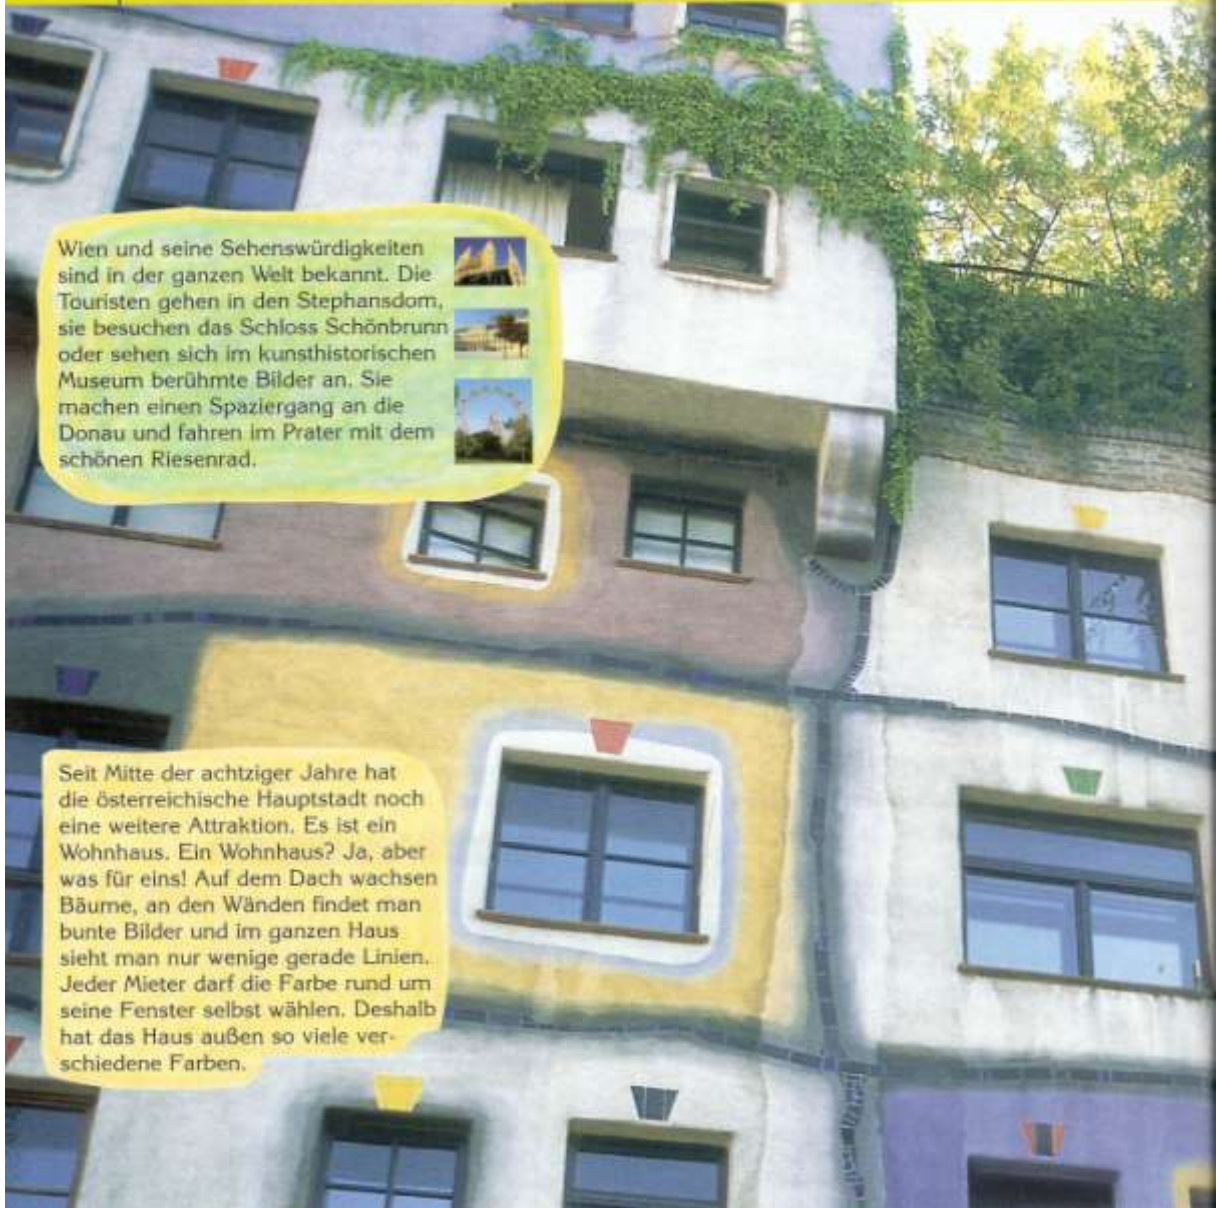 Wien und seine Sehenswürdigkeiten
sind in der ganzen Welt bekannt. Die
Touristen gehen in den Stephansdom,
sie besuchen das Schloss Schönbrunn
oder sehen sich im kunsthistorischen
Museum berühmte Bilder an. Sie
machen einen Spaziergang an die
Donau und fahren im Prater mit dem
schönen Riesenrad.
Seit Mitte der achtziger Jahre hat
die österreichische Hauptstadt noch
eine weitere Attraktion. Es ist ein
Wohnhaus. Ein Wohnhaus? Ja, aber
was für eins! Auf dem Dach wachsen
Bäume, an den Wänden findet man
bunte Bilder und im ganzen Haus
sieht man nur wenige gerade Linien.
Jeder Mieter darf die Farbe rund um
seine Fenster selbst wählen. Deshalb
hat das Haus außen so viele ver-
schiedene Farben.